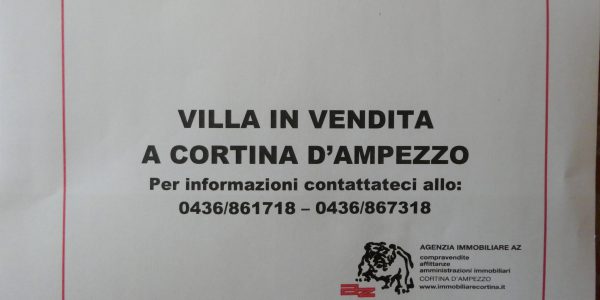 VILLA IN VENDITA
A CORTINA D'AMPEZZO
Per informazioni contattateci allo:
0436/861718 – 0436/867318
AGENZIA IMMOBILIARE AZ
compravendite
affittanze
amministrazioni immobiliari
CORTINA D'AMPEZZO
www.immobiliarecortina.it
az